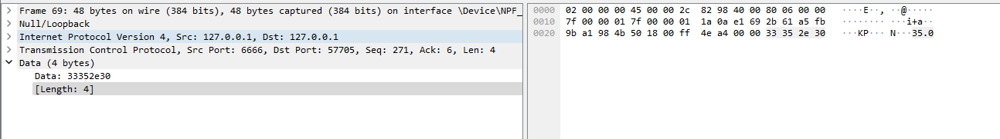 Frame 69: 48 bytes on wire (384 bits), 48 bytes captured (384 bits) on interface \Device\NPF_
Null/Loopback
Internet Protocol Version 4, Src: 127.0.0.1, Dst: 127.0.0.1
Transmission Control Protocol, Src Port: 6666, Dst Port: 57705, Seq: 271, Ack: 6, Len: 4
Data (4 bytes)
Data: 33352e30
[Length: 4]
0000 02 00 00 00 45 00 00 2c 82 98 40 00 80 06 00 00 ····E··, ··@·····
0010 7f 00 00 01 7f 00 00 01 1a 0a e1 69 2b 61 a5 fb ········ ···i+a··
0020 9b a1 98 4b 50 18 00 ff 4e a4 00 00 33 35 2e 30 ···KP··· N···35.0